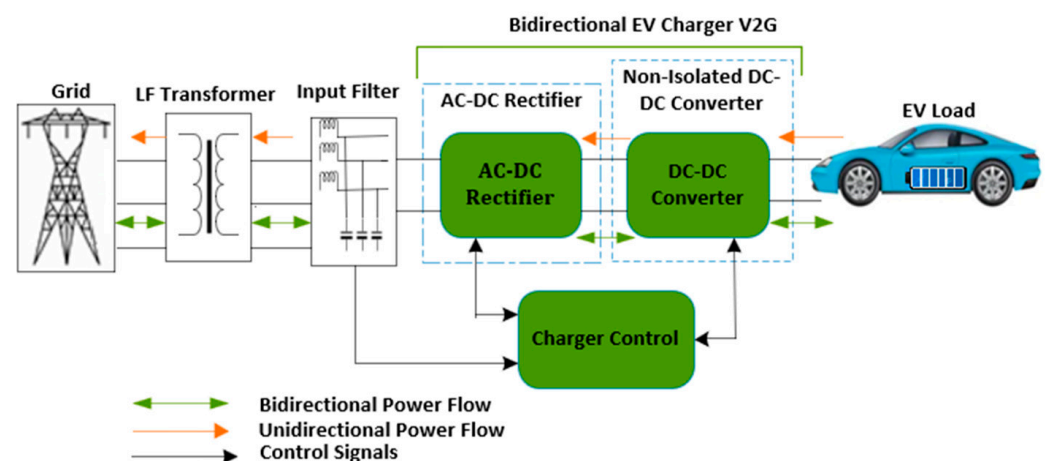 Bidirectional EV Charger V2G
Grid
LF Transformer
Input Filter
AC-DC Rectifier
Non-Isolated DC-
DC Converter
EV Load
AC-DC
Rectifier
DC-DC
Converter
Charger Control
Bidirectional Power Flow
Unidirectional Power Flow
Control Signals